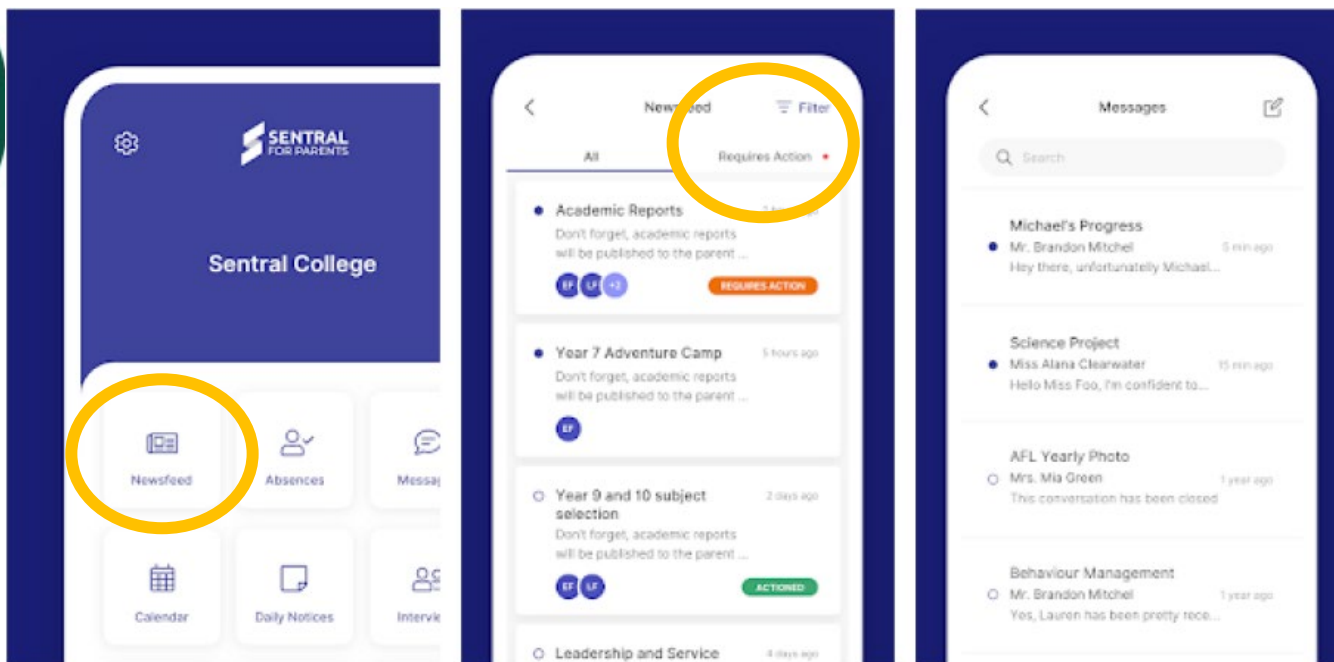 SENTRAL
FOR PARENTS
Sentral College
Newsfeed
Absences
Messag
Calendar
Daily Notices
Intervie
Newsfeed
Filter
All
Requires Action
Academic Reports
ago
Don't forget, academic reports
will be published to the parent ...
EF
LF
+2
REQUIRES ACTION
Year 7 Adventure Camp
5 hours ago
Don't forget, academic reports
will be published to the parent ...
EF
Year 9 and 10 subject
selection
2 days ago
Don't forget, academic reports
will be published to the parent ...
EF
LF
ACTIONED
Leadership and Service
4 days ago
Messages
Search
Michael's Progress
Mr. Brandon Mitchel
5 min ago
Hey there, unfortunatelly Michael...
Science Project
Miss Alana Clearwater
15 min ago
Hello Miss Foo, I'm confident to...
AFL Yearly Photo
Mrs. Mia Green
1 year ago
This conversation has been closed
Behaviour Management
Mr. Brandon Mitchel
1 year ago
Yes, Lauren has been pretty rece...